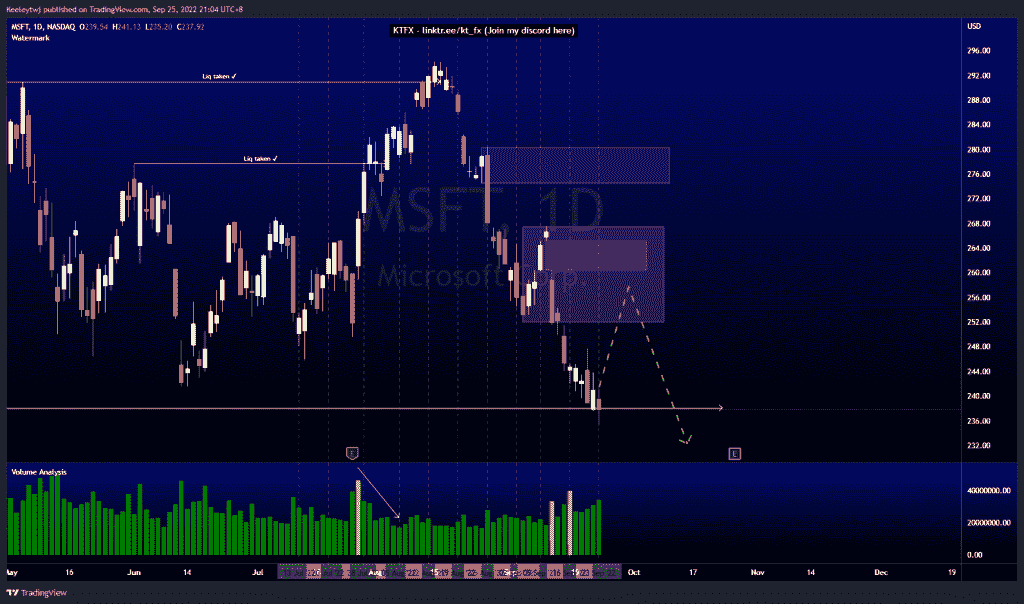 Keeleytwj published on TradingView.com, Sep 25, 2022 21:04 UTC+8
MSFT, 1D, NASDAQ O239.54 H241.13 L235.20 C237.92
Watermark
KTFX - linktr.ee/kt_fx (Join my discord here)
USD
296.00
Liq taken ✓
292.00
288.00
284.00
280.00
Liq taken ✓
276.00
272.00
MSFT, 1D
268.00
264.00
Microsoft Corp.
260.00
256.00
252.00
248.00
244.00
240.00
236.00
232.00
E
E
Volume Analysis
40000000.00
20000000.00
0.00
May 16 Jun 14 Jul Aug 15 Sep 19 Oct 17 Nov 14 Dec 19
TradingView